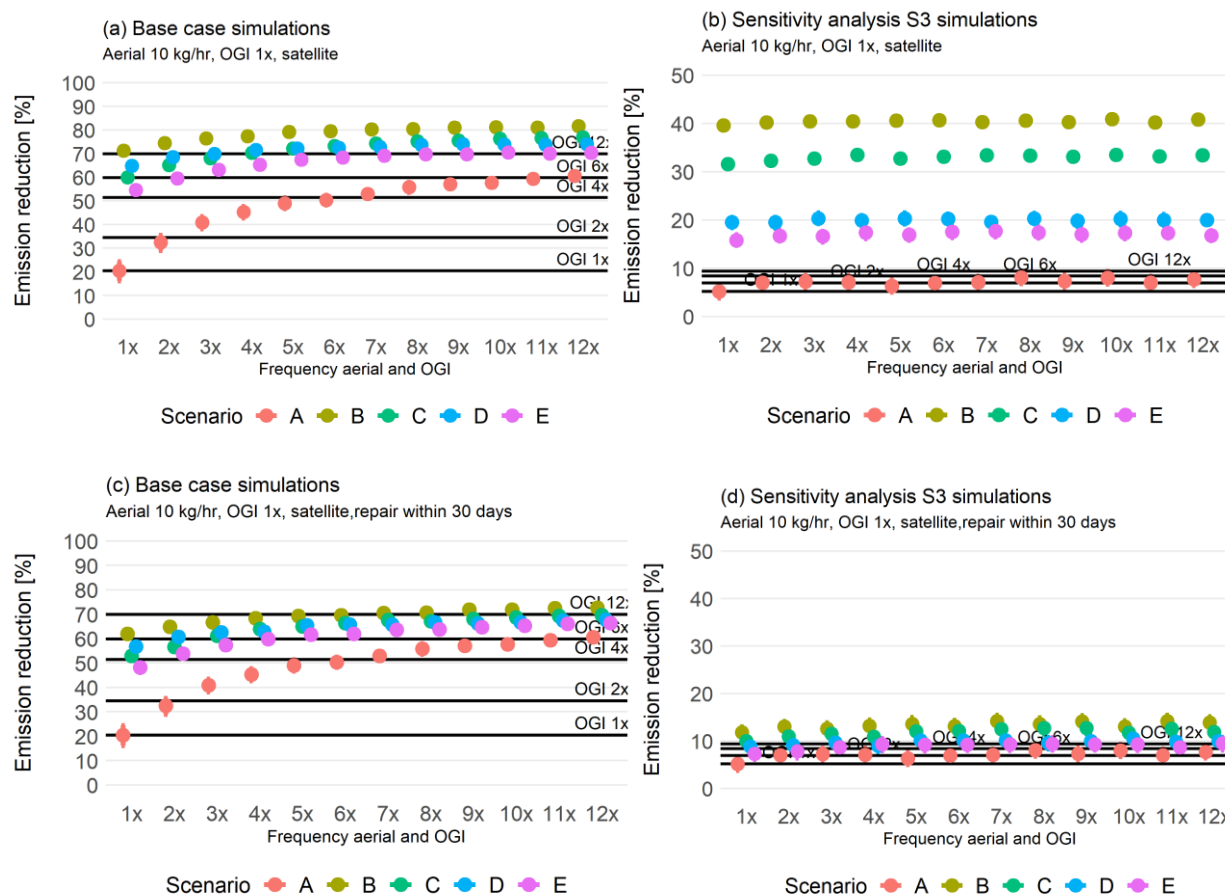 (a) Base case simulations
Aerial 10 kg/hr, OGI 1x, satellite
Emission reduction [%]
100
90
80
70
60
50
40
30
20
10
0
OGI 12x
OGI 6x
OGI 4x
OGI 2x
OGI 1x
1x 2x 3x 4x 5x 6x 7x 8x 9x 10x 11x 12x
Frequency aerial and OGI
Scenario A B C D E
(b) Sensitivity analysis S3 simulations
Aerial 10 kg/hr, OGI 1x, satellite
Emission reduction [%]
50
40
30
20
10
0
OGI 1x OGI 2x OGI 4x OGI 6x OGI 12x
1x 2x 3x 4x 5x 6x 7x 8x 9x 10x 11x 12x
Frequency aerial and OGI
Scenario A B C D E
(c) Base case simulations
Aerial 10 kg/hr, OGI 1x, satellite,repair within 30 days
Emission reduction [%]
100
90
80
70
60
50
40
30
20
10
0
OGI 12x
OGI 4x
OGI 2x
OGI 1x
1x 2x 3x 4x 5x 6x 7x 8x 9x 10x 11x 12x
Frequency aerial and OGI
Scenario A B C D E
(d) Sensitivity analysis S3 simulations
Aerial 10 kg/hr, OGI 1x, satellite,repair within 30 days
Emission reduction [%]
50
40
30
20
10
0
OGI 12x
1x 2x 3x 4x 5x 6x 7x 8x 9x 10x 11x 12x
Frequency aerial and OGI
Scenario A B C D E